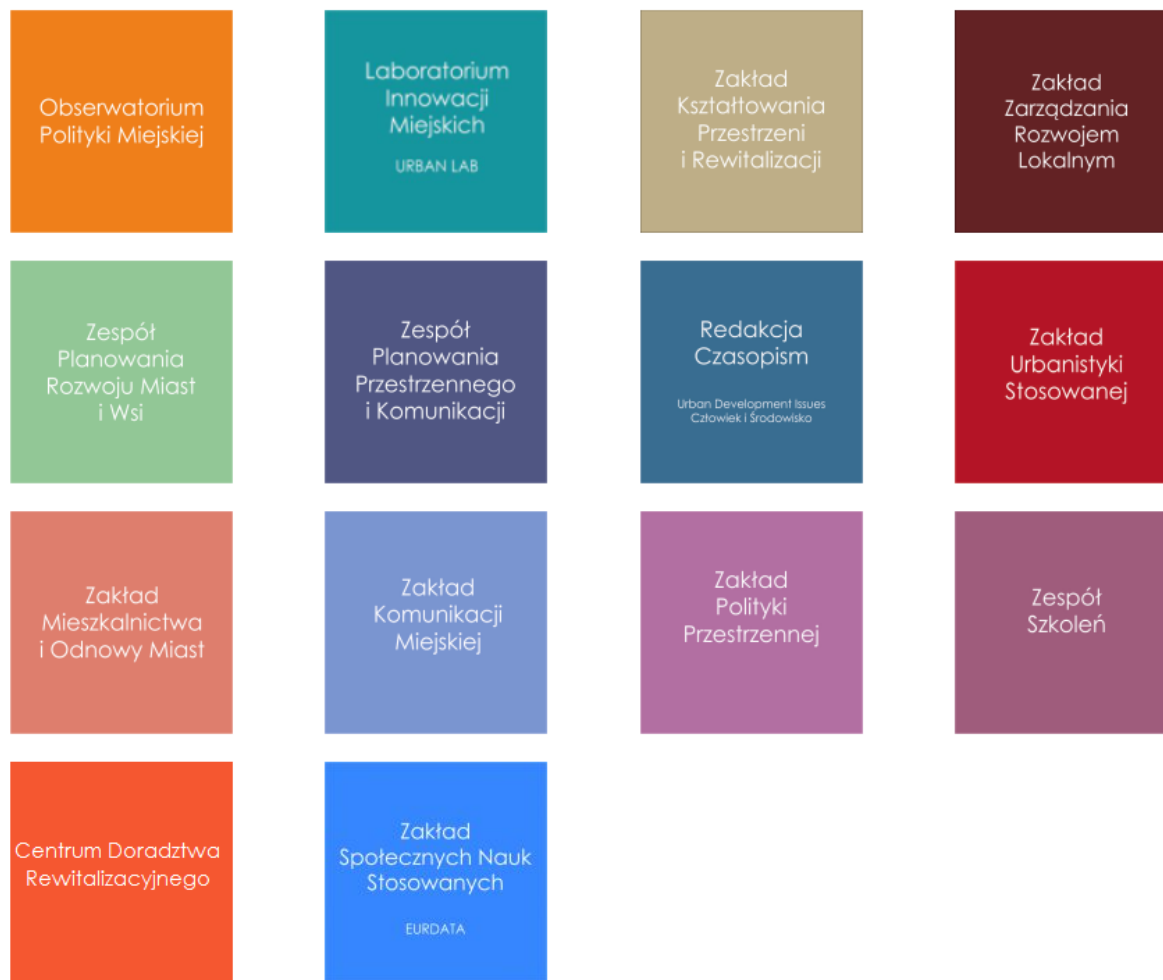 Obserwatorium
Polityki Miejskiej
Laboratorium
Innowacji
Miejskich
URBAN LAB
Zakład
Kształtowania
Przestrzeni
i Rewitalizacji
Zakład
Zarządzania
Rozwojem
Lokalnym
Zespół
Planowania
Rozwoju Miast
i Wsi
Zespół
Planowania
Przestrzennego
i Komunikacji
Redakcja
Czasopism
Urban Development Issues
Człowiek i Środowisko
Zakład
Urbanistyki
Stosowanej
Zakład
Mieszkalnictwa
i Odnowy Miast
Zakład
Komunikacji
Miejskiej
Zakład
Polityki
Przestrzennej
Zespół
Szkoleń
Centrum Doradztwa
Rewitalizacyjnego
Zakład
Społecznych Nauk
Stosowanych
EURDATA